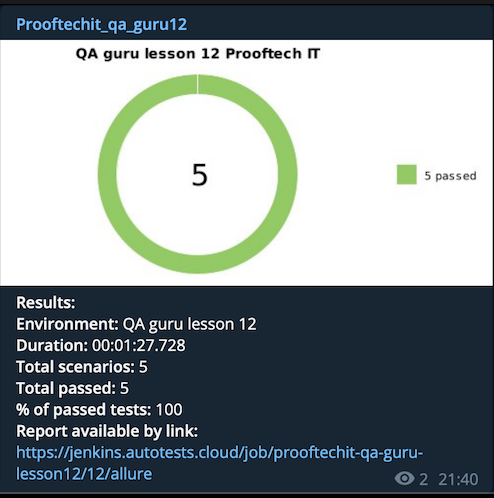 Prooftechit_qa_guru12
QA guru lesson 12 Prooftech IT
5
5 passed
Results:
Environment: QA guru lesson 12
Duration: 00:01:27.728
Total scenarios: 5
Total passed: 5
% of passed tests: 100
Report available by link:
https://jenkins.autotests.cloud/job/prooftechit-qa-guru-
lesson12/12/allure
2 21:40